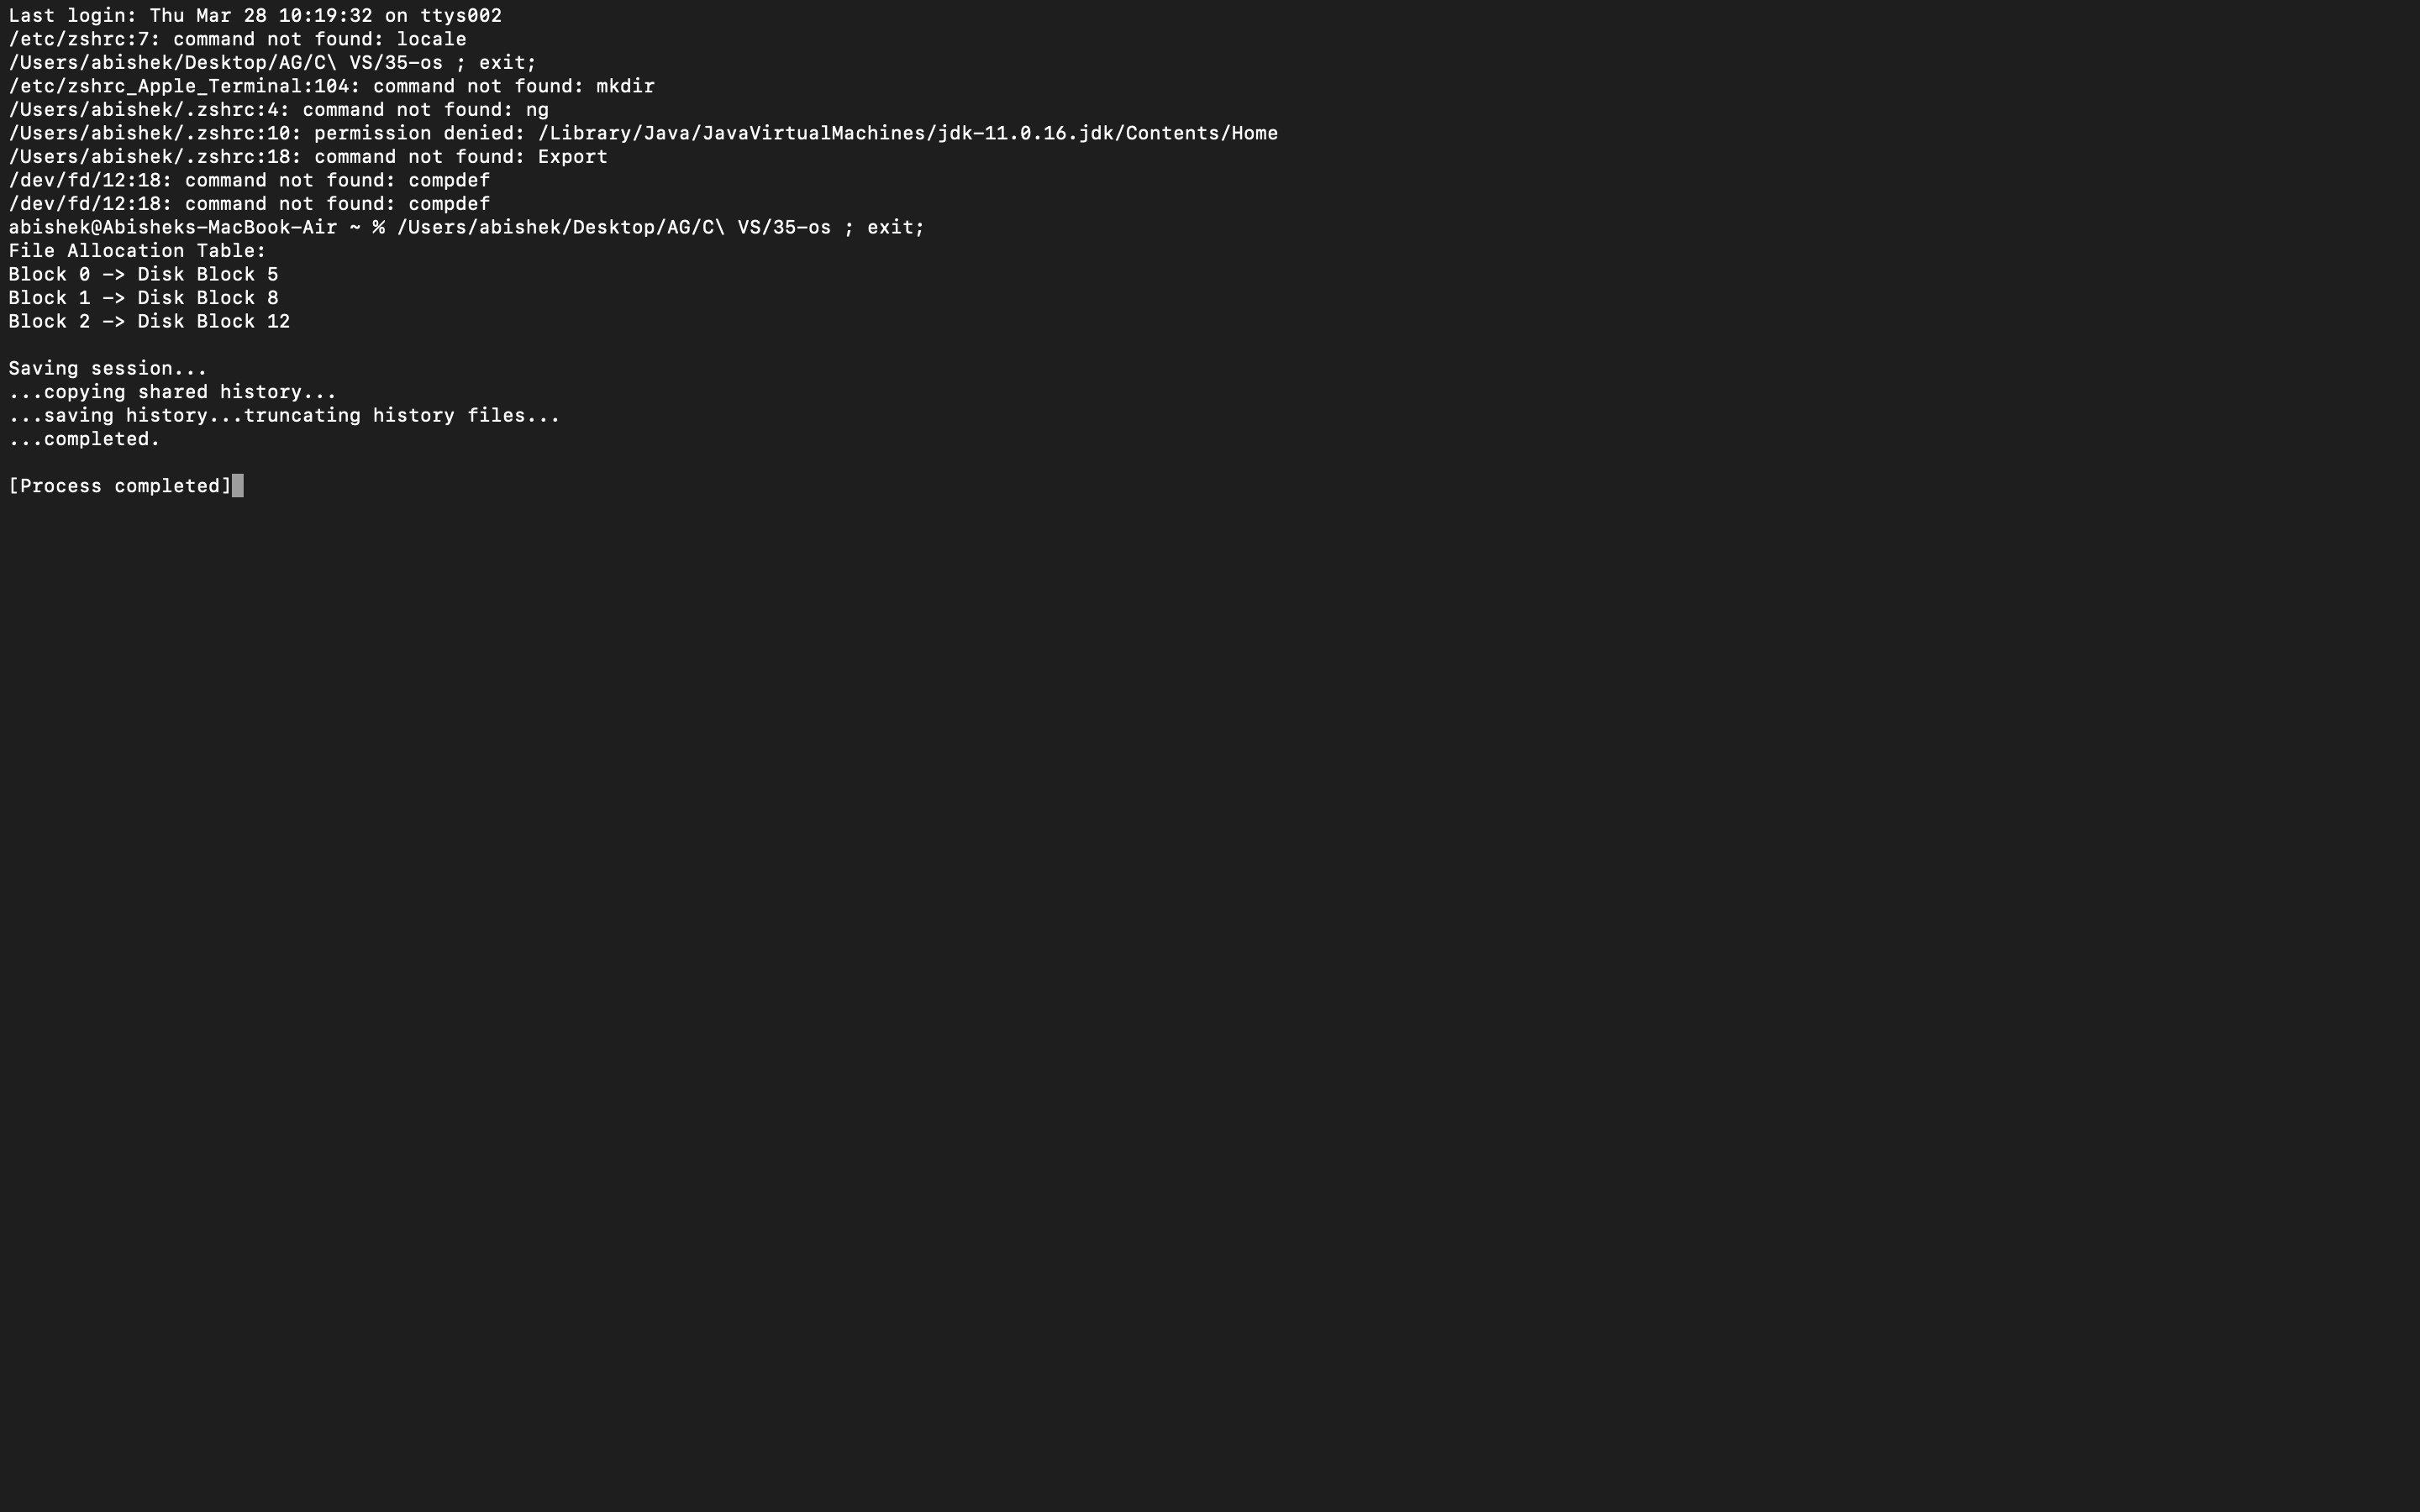 Last login: Thu Mar 28 10:19:32 on ttys002
/etc/zshrc:7: command not found: locale
/Users/abishek/Desktop/AG/C\ VS/35-os ; exit;
/etc/zshrc_Apple_Terminal:104: command not found: mkdir
/Users/abishek/.zshrc:4: command not found: ng
/Users/abishek/.zshrc:10: permission denied: /Library/Java/JavaVirtualMachines/jdk-11.0.16.jdk/Contents/Home
/Users/abishek/.zshrc:18: command not found: Export
/dev/fd/12:18: command not found: compdef
/dev/fd/12:18: command not found: compdef
abishek@Abisheks-MacBook-Air ~ % /Users/abishek/Desktop/AG/C\ VS/35-os ; exit;
File Allocation Table:
Block 0 -> Disk Block 5
Block 1 -> Disk Block 8
Block 2 -> Disk Block 12
Saving session...
...copying shared history...
...saving history...truncating history files...
...completed.
[Process completed]